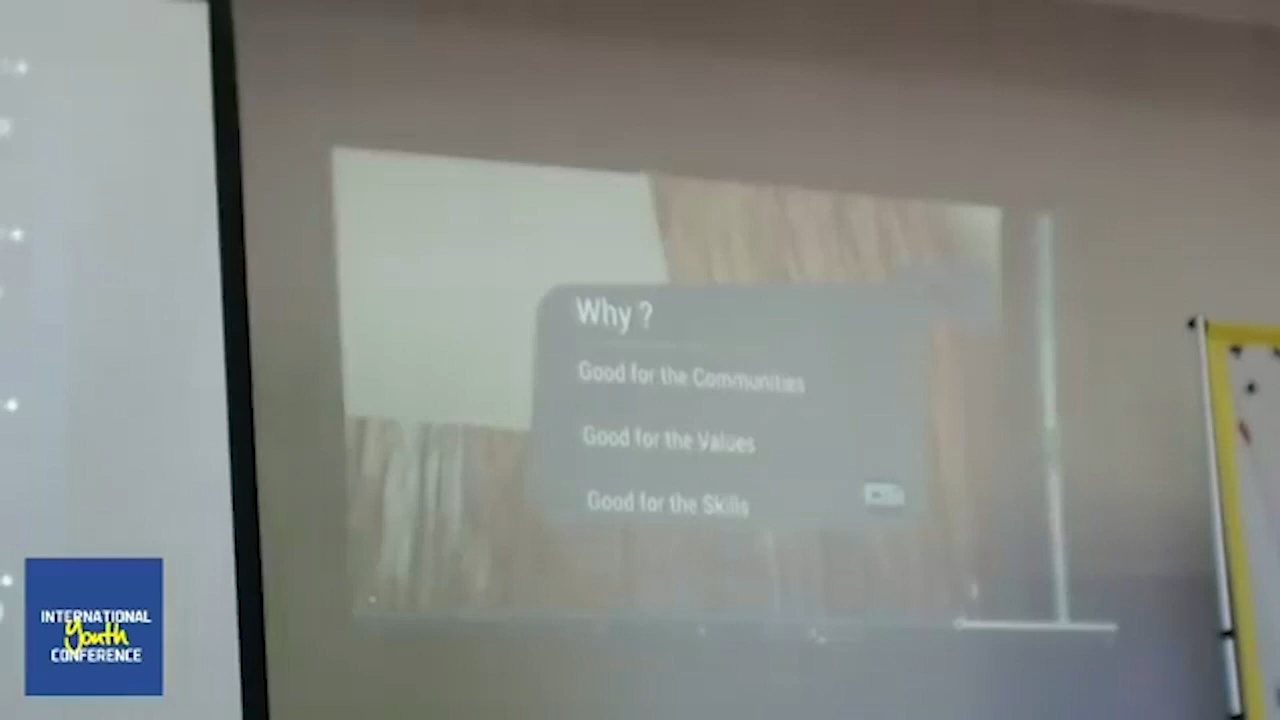 Why ?
Good for the Communities
Good for the Values
Good for the Skills
INTERNATIONAL
Youth
CONFERENCE